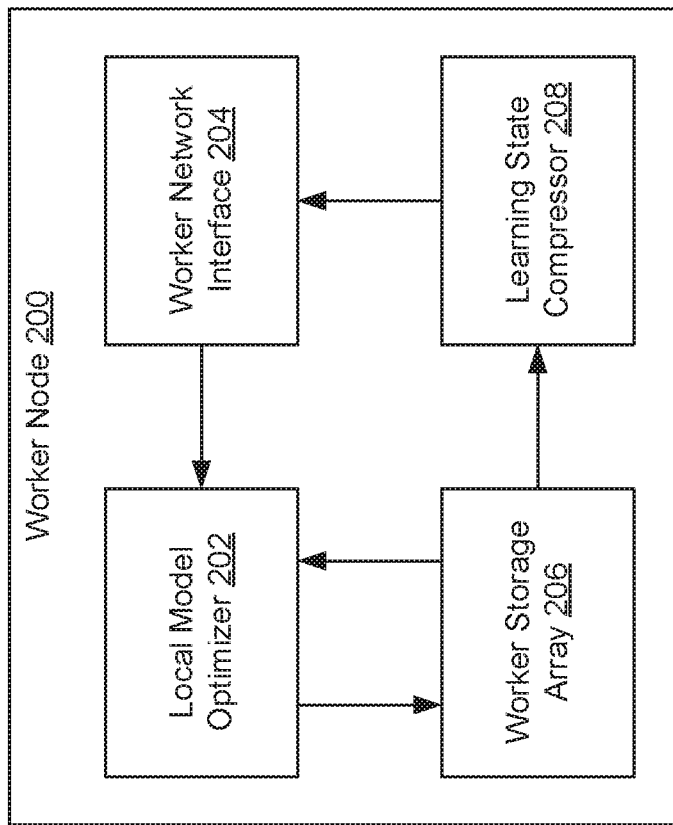 Worker Node 200
Local Model
Optimizer 202
Worker Network
Interface 204
Worker Storage
Array 206
Learning State
Compressor 208